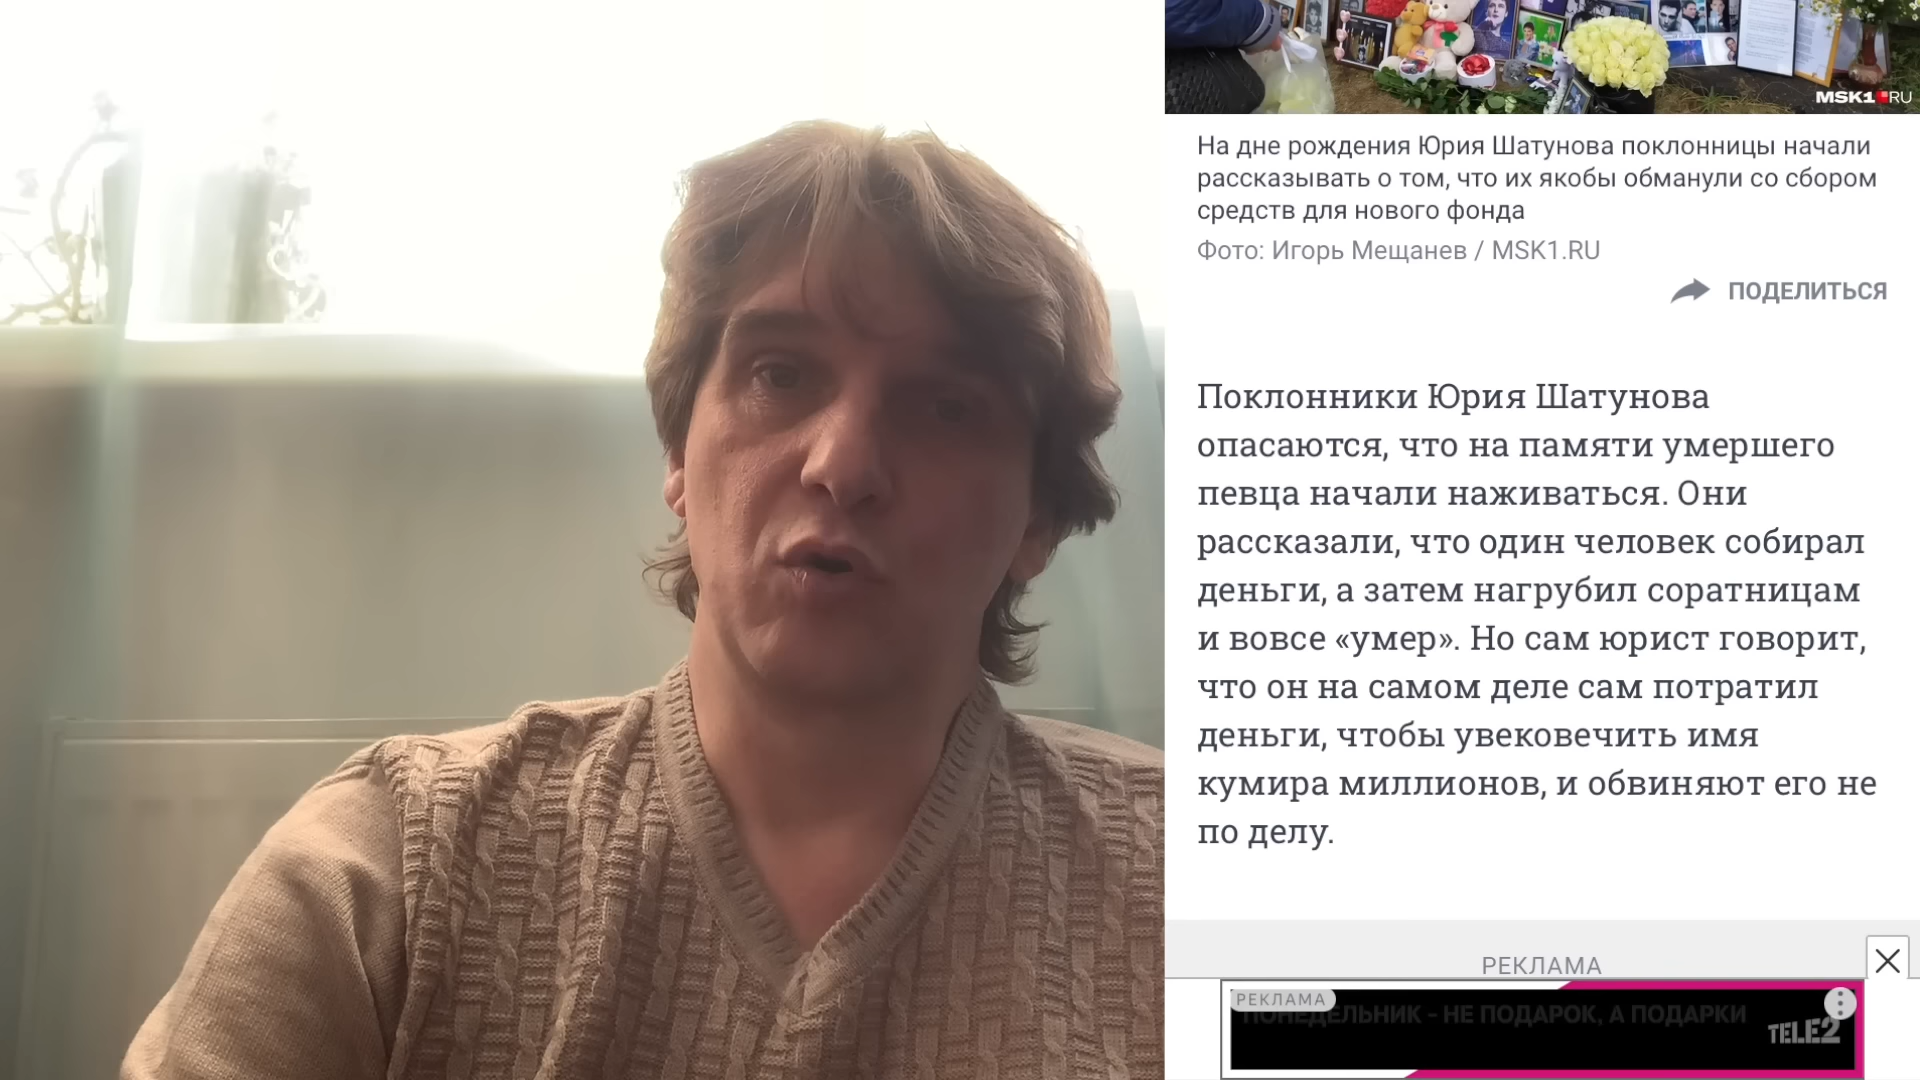 MSK1.RU
На дне рождения Юрия Шатунова поклонницы начали
рассказывать о том, что их якобы обманули со сбором
средств для нового фонда
Фото: Игорь Мещанев / MSK1.RU
ПОДЕЛИТЬСЯ
Поклонники Юрия Шатунова
опасаются, что на памяти умершего
певца начали наживаться. Они
рассказали, что один человек собирал
деньги, а затем нагрубил соратницам
и вовсе «умер». Но сам юрист говорит,
что он на самом деле сам потратил
деньги, чтобы увековечить имя
кумира миллионов, и обвиняют его не
по делу.
РЕКЛАМА
РЕКЛАМА
ПОНЕДЕЛЬНИК - НЕ ПОДАРОК, А ПОДАРКИ
TELE2